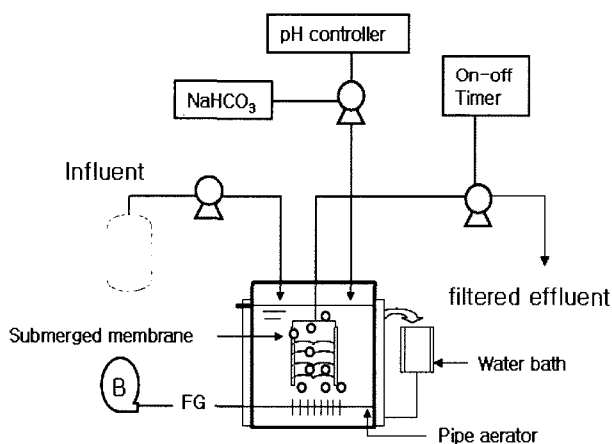 pH controller
On-off
Timer
NaHCO₃
Influent
filtered effluent
Submerged membrane
Water bath
B
FG
Pipe aerator